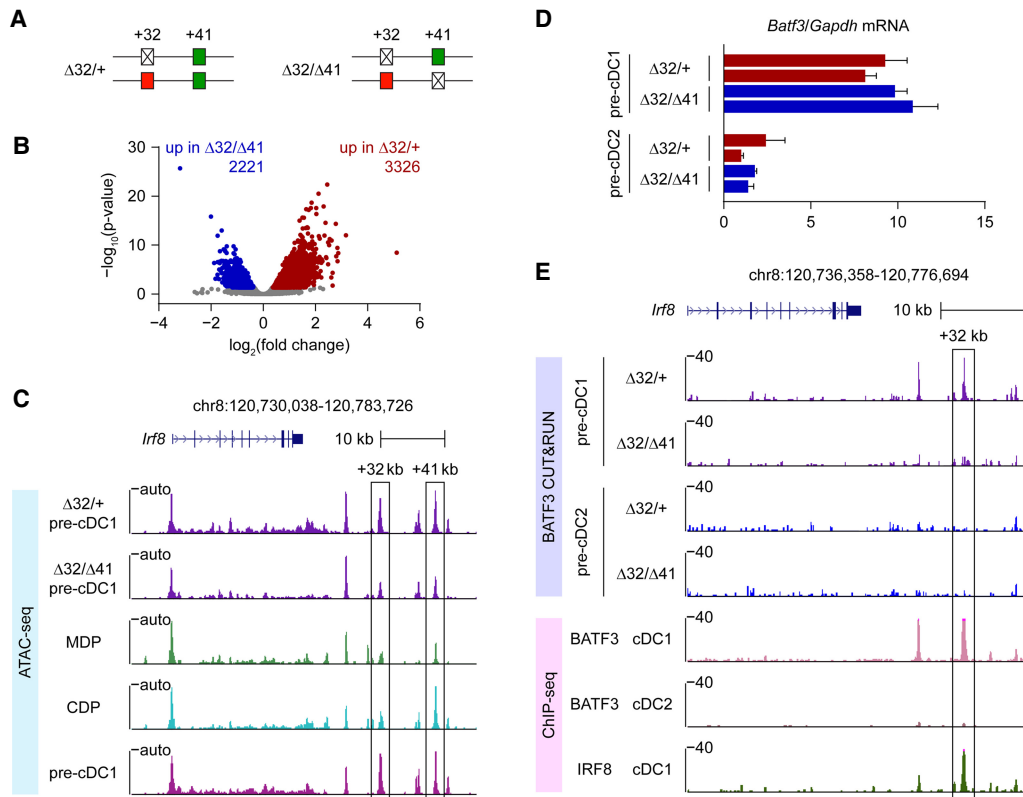 A
+32 +41
Δ32/+
+32 +41
Δ32/Δ41
B
up in Δ32/Δ41
2221
up in Δ32/+
3326
−log10(p-value)
30
20
10
0
−4 −2 0 2 4 6
log2(fold change)
C
chr8:120,730,038-120,783,726
Irf8
10 kb
+32 kb +41 kb
ATAC-seq
Δ32/+
pre-cDC1
−auto
Δ32/Δ41
pre-cDC1
−auto
MDP
−auto
CDP
−auto
pre-cDC1
−auto
D
Batf3/Gapdh mRNA
pre-cDC1
Δ32/+
Δ32/Δ41
pre-cDC2
Δ32/+
Δ32/Δ41
0 5 10 15
E
chr8:120,736,358-120,776,694
Irf8
10 kb
+32 kb
BATF3 CUT&RUN
pre-cDC1
Δ32/+
−40
Δ32/Δ41
−40
pre-cDC2
Δ32/+
−40
Δ32/Δ41
−40
ChIP-seq
BATF3 cDC1
−40
BATF3 cDC2
−40
IRF8 cDC1
−40